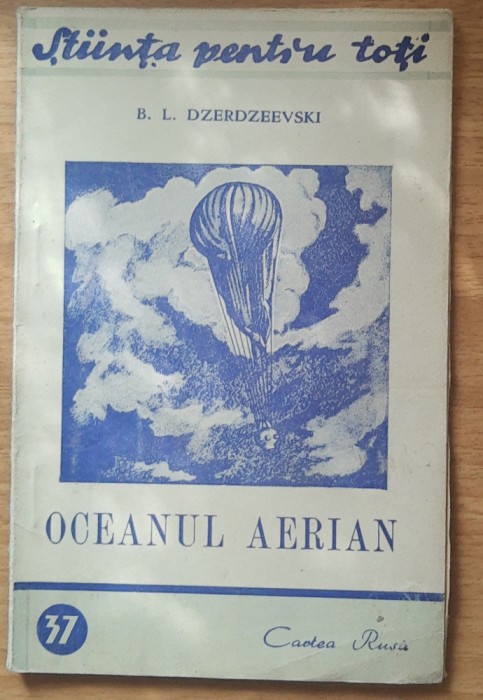 Știința pentru toți
B. L. DZERDZEEVSKI
OCEANUL AERIAN
37
Cartea Rusă